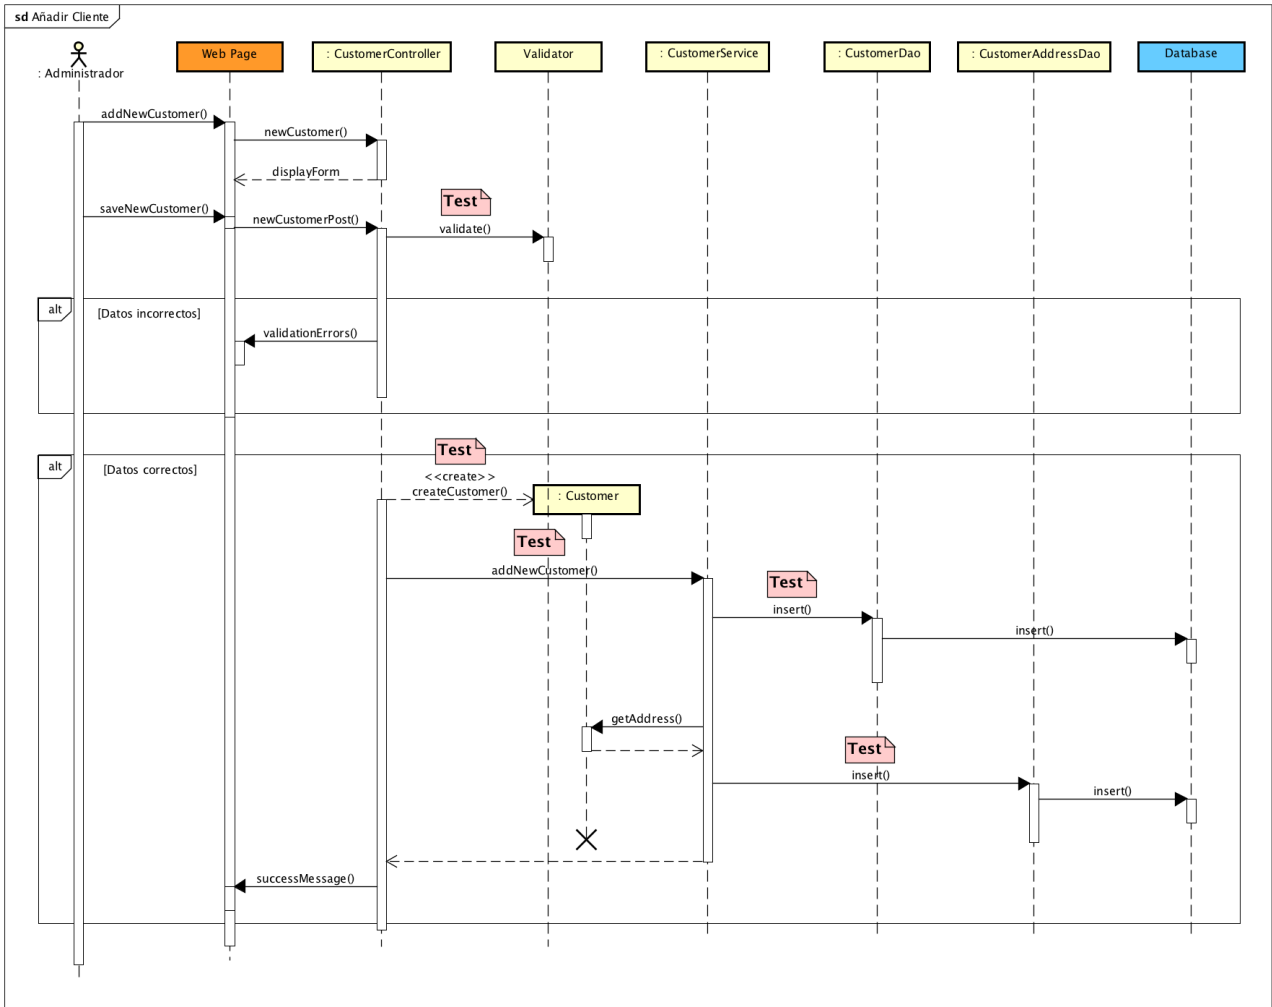 sd Añadir Cliente
: Administrador
Web Page
: CustomerController
Validator
: CustomerService
: CustomerDao
: CustomerAddressDao
Database
addNewCustomer()
newCustomer()
displayForm
Test
saveNewCustomer()
newCustomerPost()
validate()
alt
[Datos incorrectos]
validationErrors()
Test
alt
[Datos correctos]
<<create>>
createCustomer()
: Customer
Test
addNewCustomer()
Test
insert()
insert()
getAddress()
Test
insert()
insert()
successMessage()